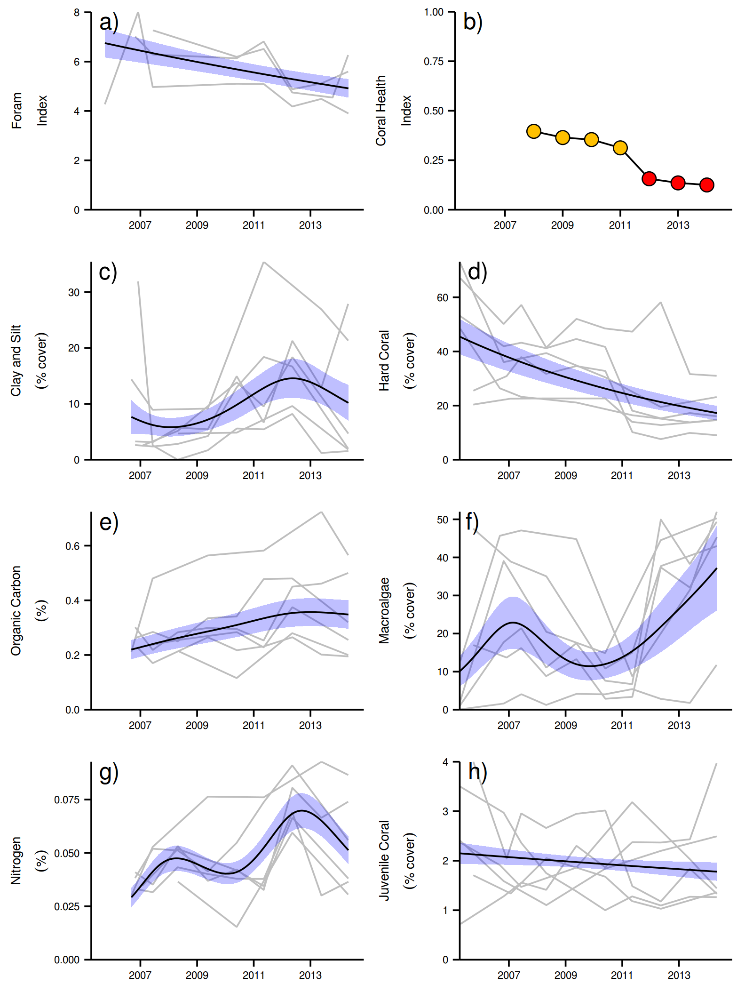 a)
Foram
Index
8
6
4
2
0
2007 2009 2011 2013
b)
Coral Health
Index
1.00
0.75
0.50
0.25
0.00
2007 2009 2011 2013
c)
Clay and Silt
(% cover)
30
20
10
0
2007 2009 2011 2013
d)
Hard Coral
(% cover)
60
40
20
0
2007 2009 2011 2013
e)
Organic Carbon
(%)
0.6
0.4
0.2
0.0
2007 2009 2011 2013
f)
Macroalgae
(% cover)
50
40
30
20
10
0
2007 2009 2011 2013
g)
Nitrogen
(%)
0.075
0.050
0.025
0.000
2007 2009 2011 2013
h)
Juvenile Coral
(% cover)
4
3
2
1
0
2007 2009 2011 2013